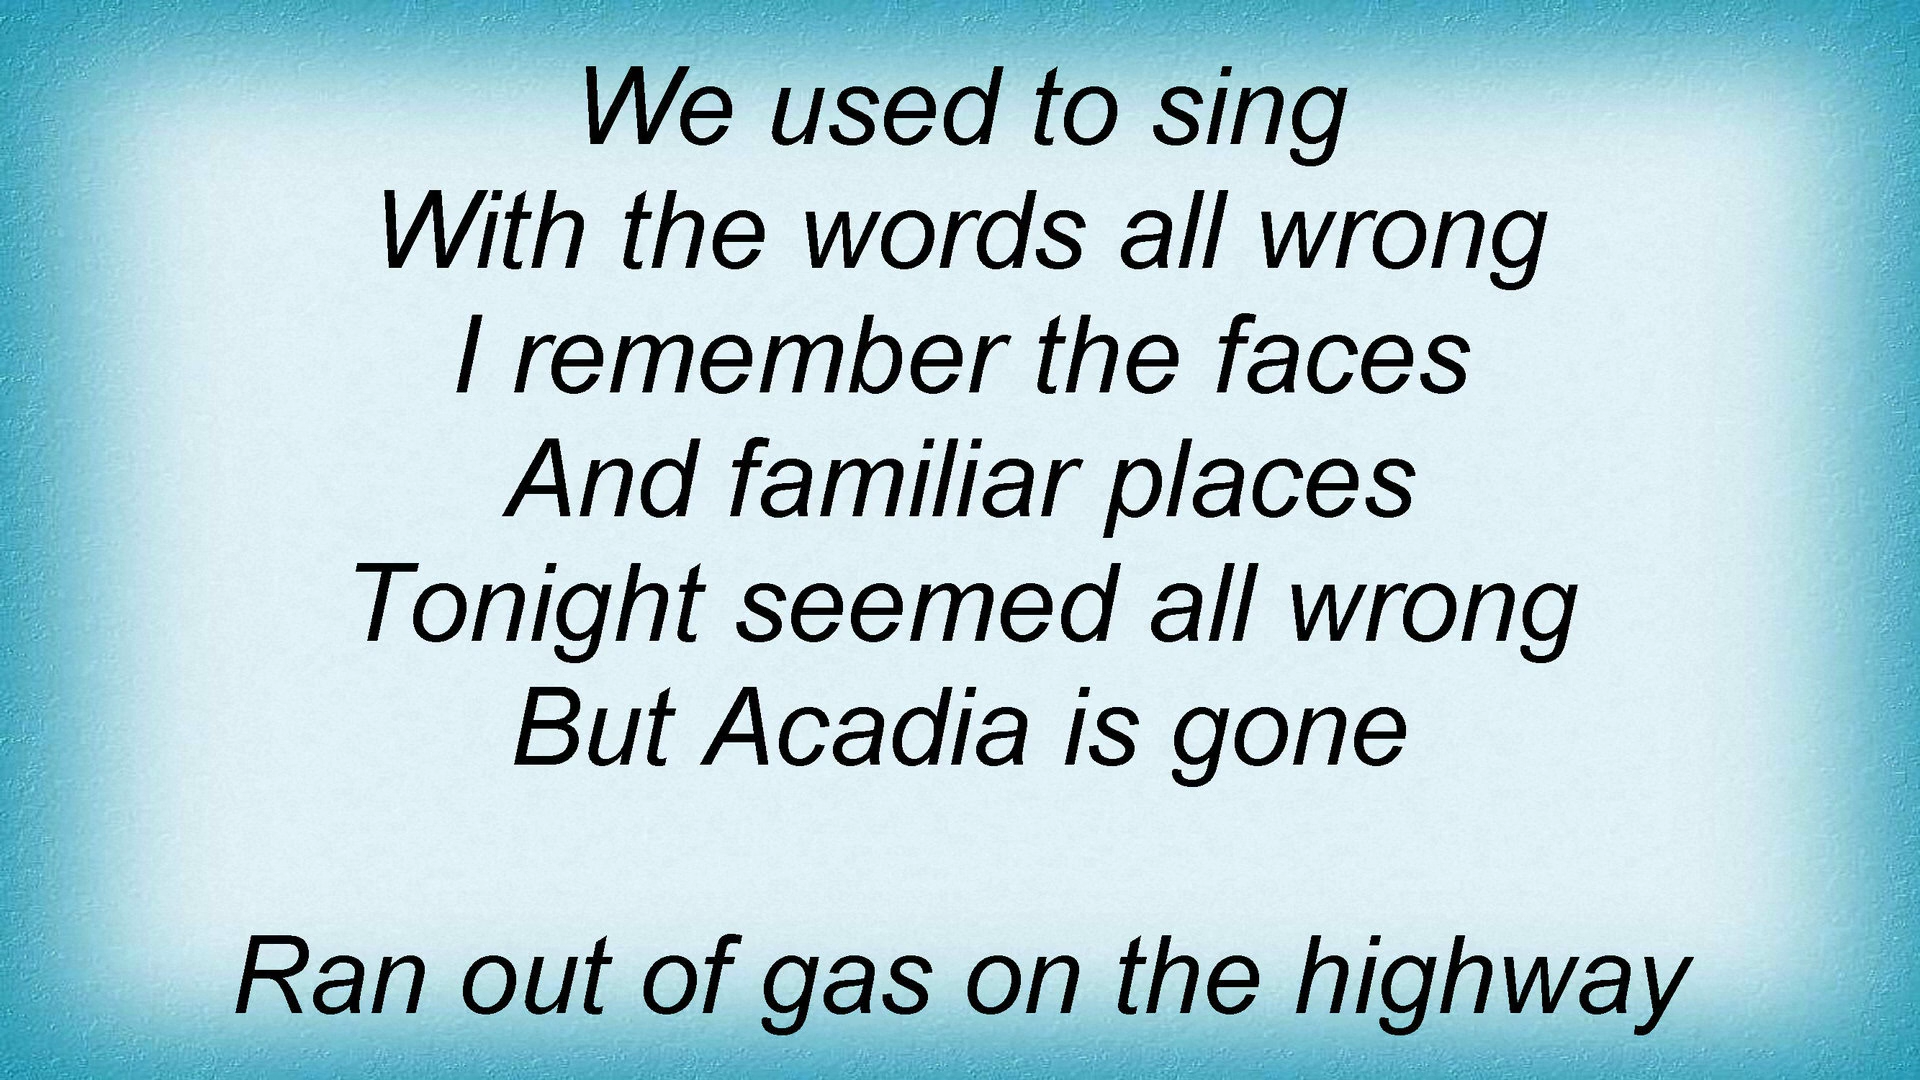 We used to sing
With the words all wrong
I remember the faces
And familiar places
Tonight seemed all wrong
But Acadia is gone
Ran out of gas on the highway